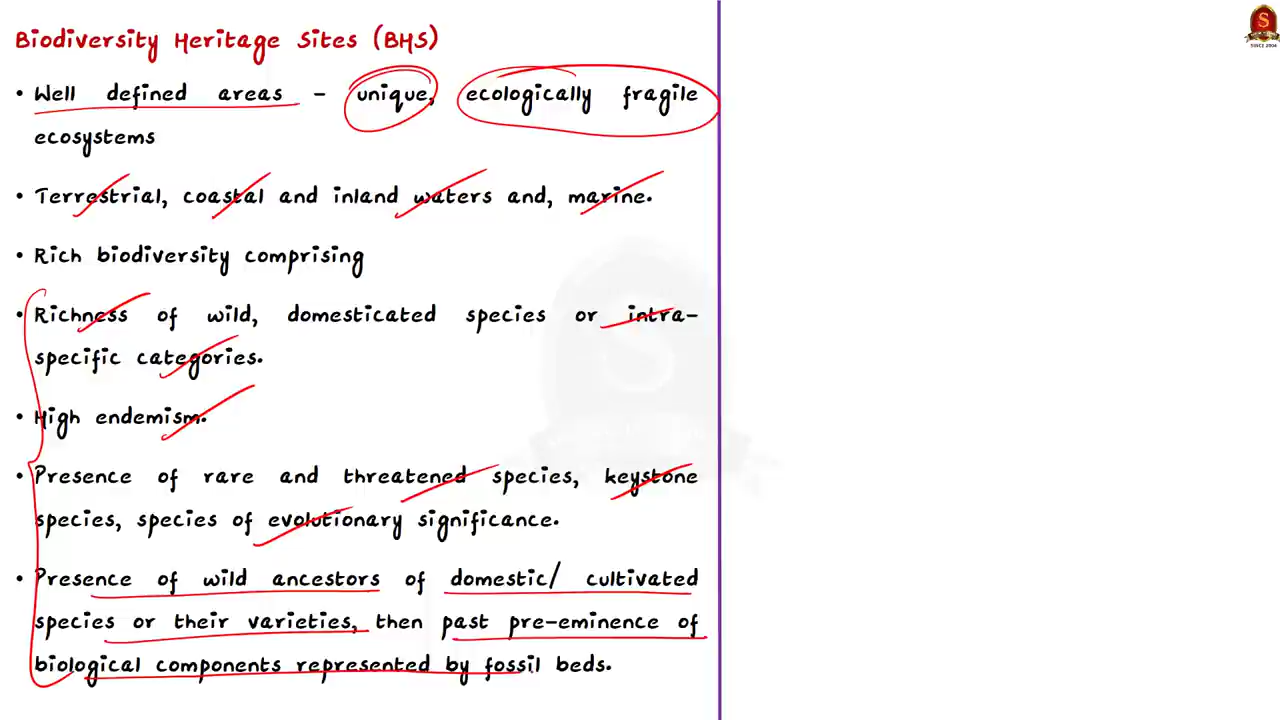 Biodiversity Heritage Sites (BHS)
• Well defined areas - unique, ecologically fragile
ecosystems
• Terrestrial, coastal and inland waters and, marine.
• Rich biodiversity comprising
• Richness of wild, domesticated species or intra-
specific categories.
• High endemism.
• Presence of rare and threatened species, keystone
species, species of evolutionary significance.
• Presence of wild ancestors of domestic/ cultivated
species or their varieties, then past pre-eminence of
biological components represented by fossil beds.
S
SINCE 2004
S